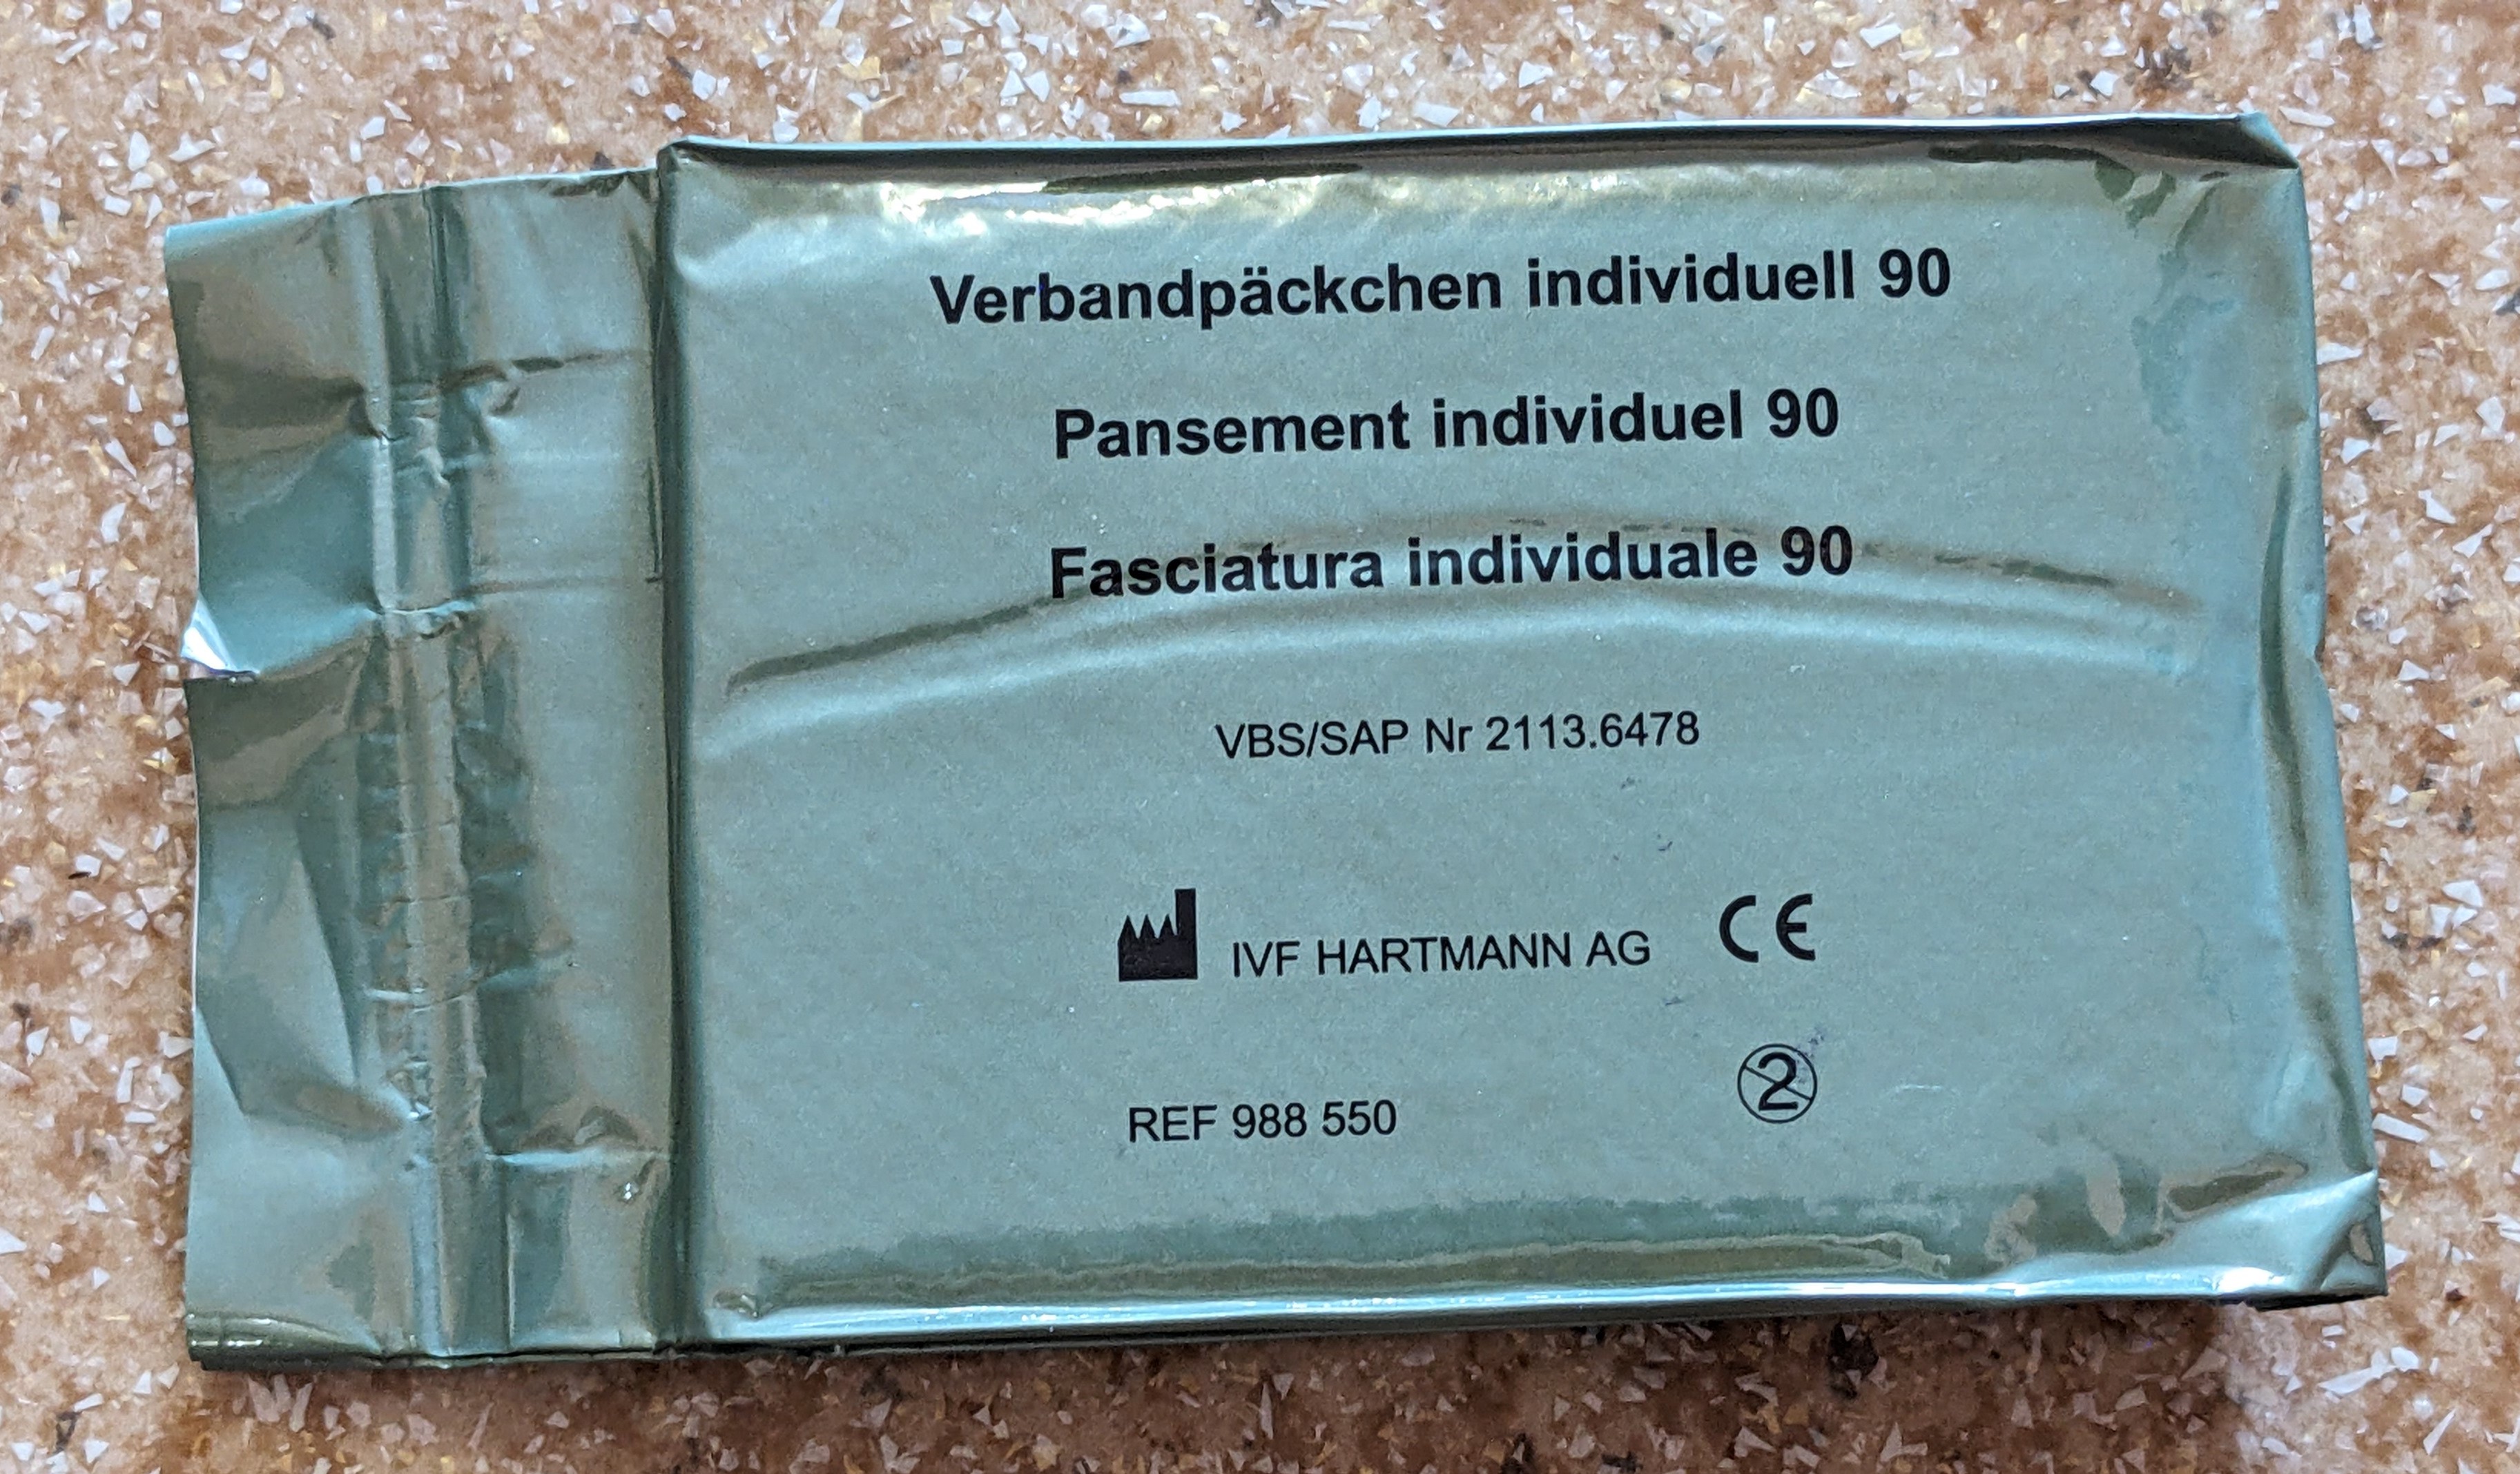 Verbandpäckchen individuell 90
Pansement individuel 90
Fasciatura individuale 90
VBS/SAP Nr 2113.6478
IVF HARTMANN AG CE
REF 988 550 2